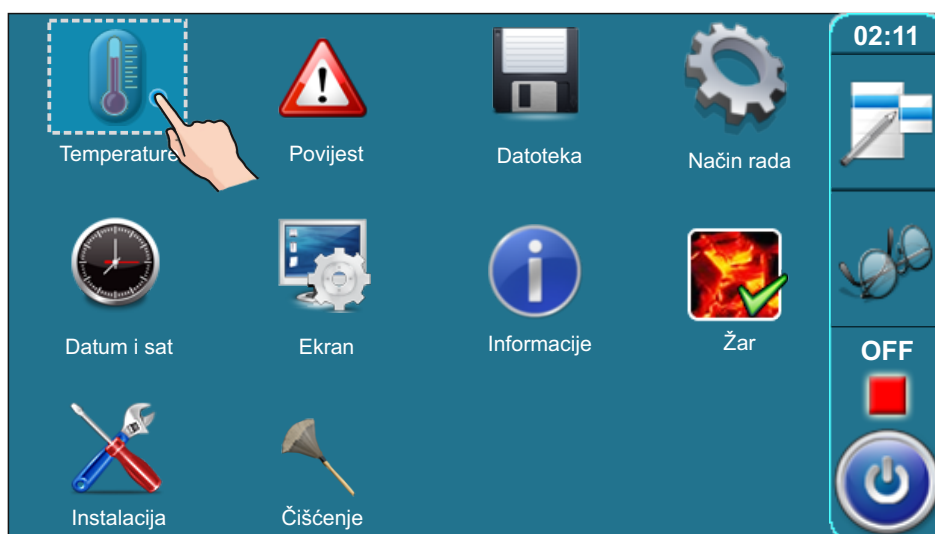 02:11
Temperature
Povijest
Datoteka
Način rada
Datum i sat
Ekran
Informacije
Žar
OFF
Instalacija
Čišćenje